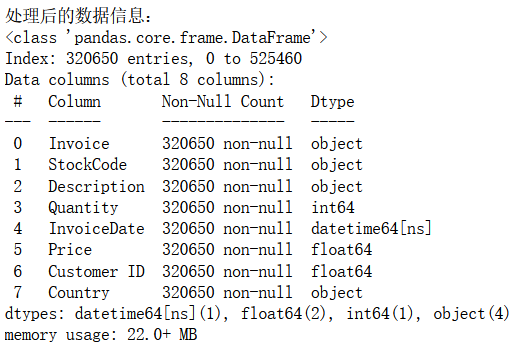 处理后的数据信息：
<class 'pandas.core.frame.DataFrame'>
Index: 320650 entries, 0 to 525460
Data columns (total 8 columns):
 #   Column       Non-Null Count   Dtype
---  ------       --------------   -----
 0   Invoice      320650 non-null  object
 1   StockCode    320650 non-null  object
 2   Description  320650 non-null  object
 3   Quantity     320650 non-null  int64
 4   InvoiceDate  320650 non-null  datetime64[ns]
 5   Price        320650 non-null  float64
 6   Customer ID  320650 non-null  float64
 7   Country      320650 non-null  object
dtypes: datetime64[ns](1), float64(2), int64(1), object(4)
memory usage: 22.0+ MB